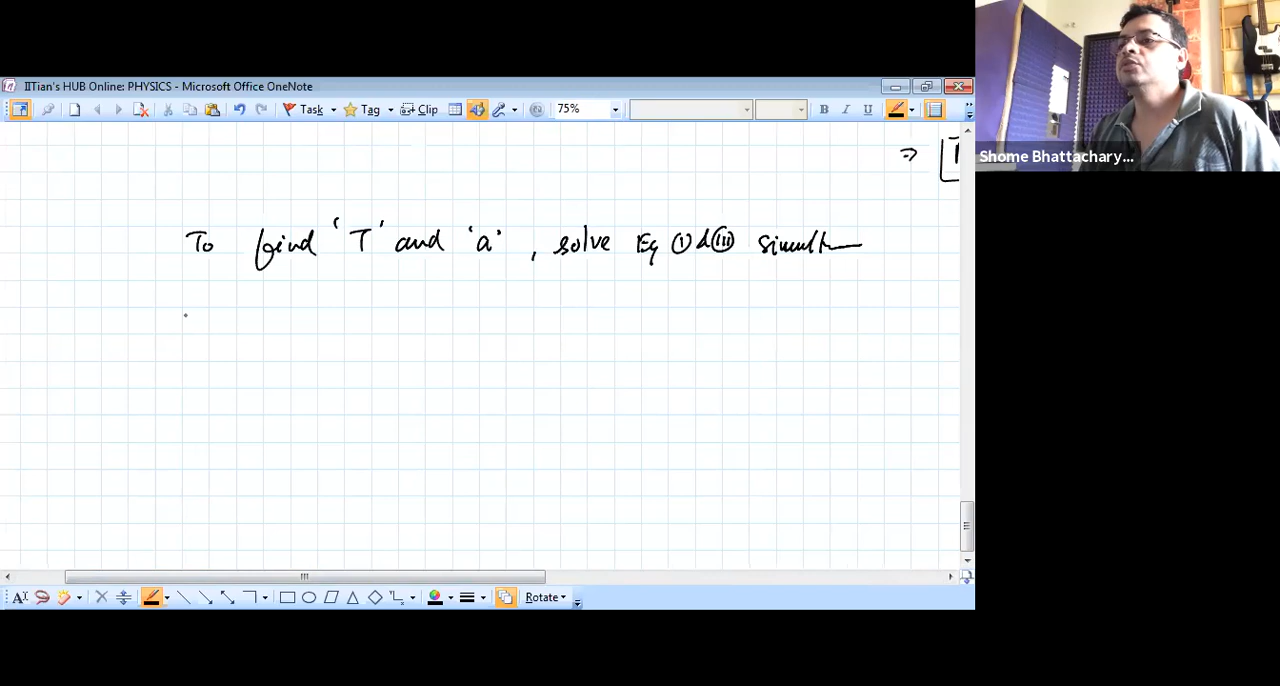 IITian's HUB Online: PHYSICS - Microsoft Office OneNote
Task Tag Clip 75% B I U
⇒
Shome Bhattachary...
To find 'T' and 'a', solve Eq (i) & (iii) simult
A Rotate